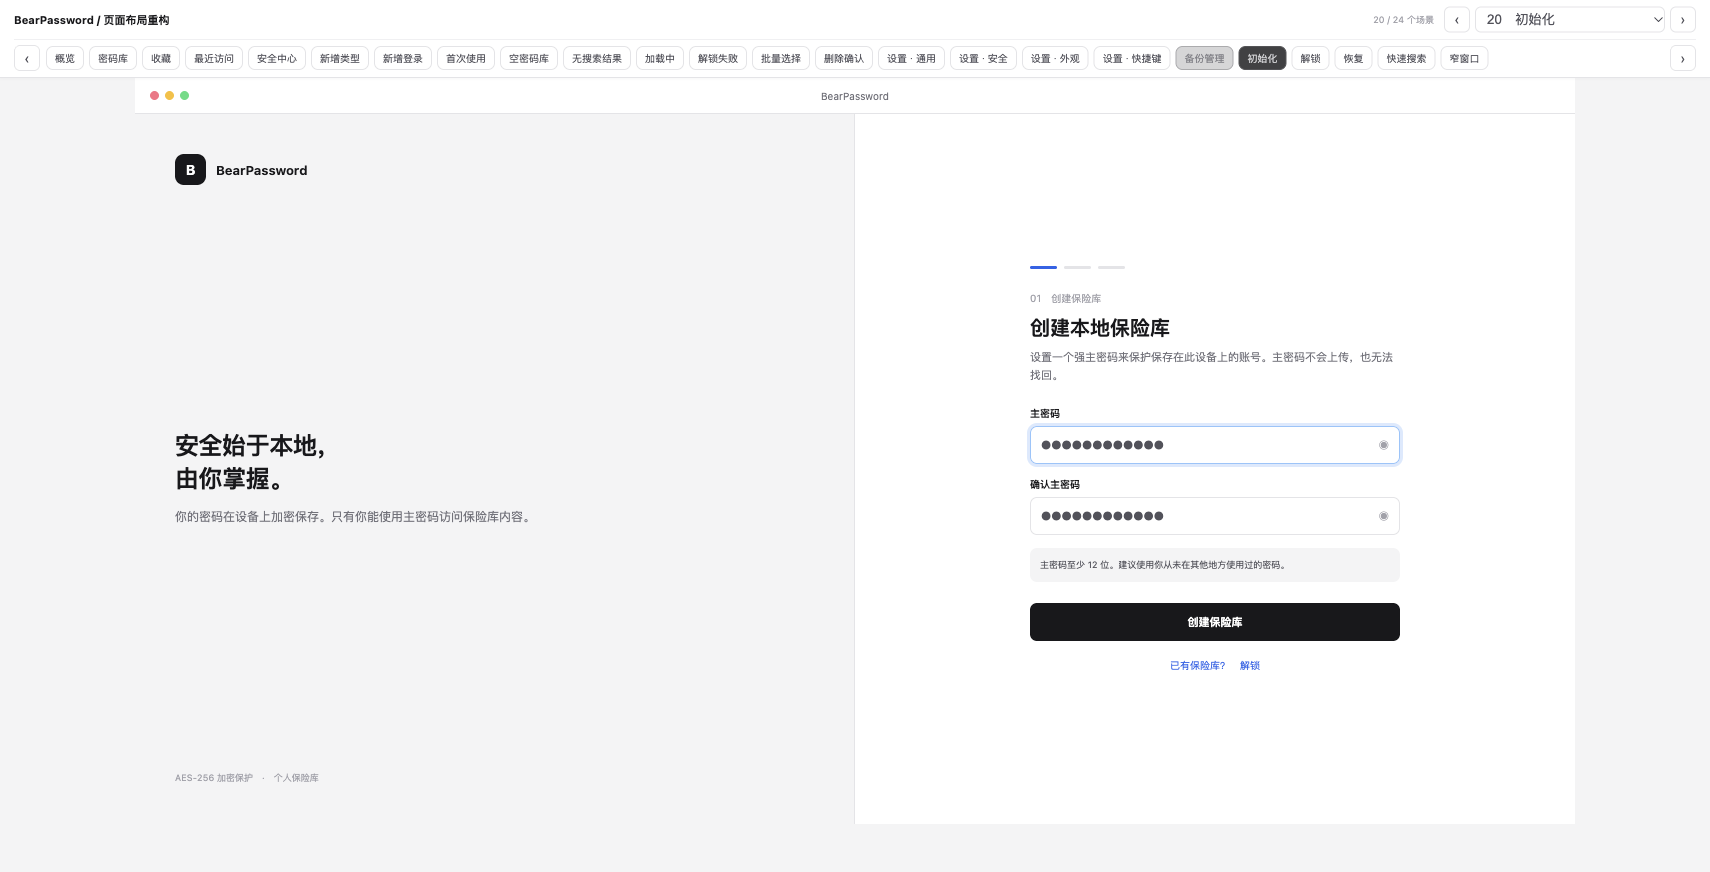 BearPassword / 页面布局重构
20 / 24 个场景
‹
20 初始化
›
‹
概览
密码库
收藏
最近访问
安全中心
新增类型
新增登录
首次使用
空密码库
无搜索结果
加载中
解锁失败
批量选择
删除确认
设置 · 通用
设置 · 安全
设置 · 外观
设置 · 快捷键
备份管理
初始化
解锁
恢复
快速搜索
窄窗口
›
BearPassword
B BearPassword
安全始于本地，
由你掌握。
你的密码在设备上加密保存。只有你能使用主密码访问保险库内容。
AES-256 加密保护 · 个人保险库
01 创建保险库
创建本地保险库
设置一个强主密码来保护保存在此设备上的账号。主密码不会上传，也无法
找回。
主密码
●●●●●●●●●●●●
确认主密码
●●●●●●●●●●●●
主密码至少 12 位。建议使用你从未在其他地方使用过的密码。
创建保险库
已有保险库? 解锁